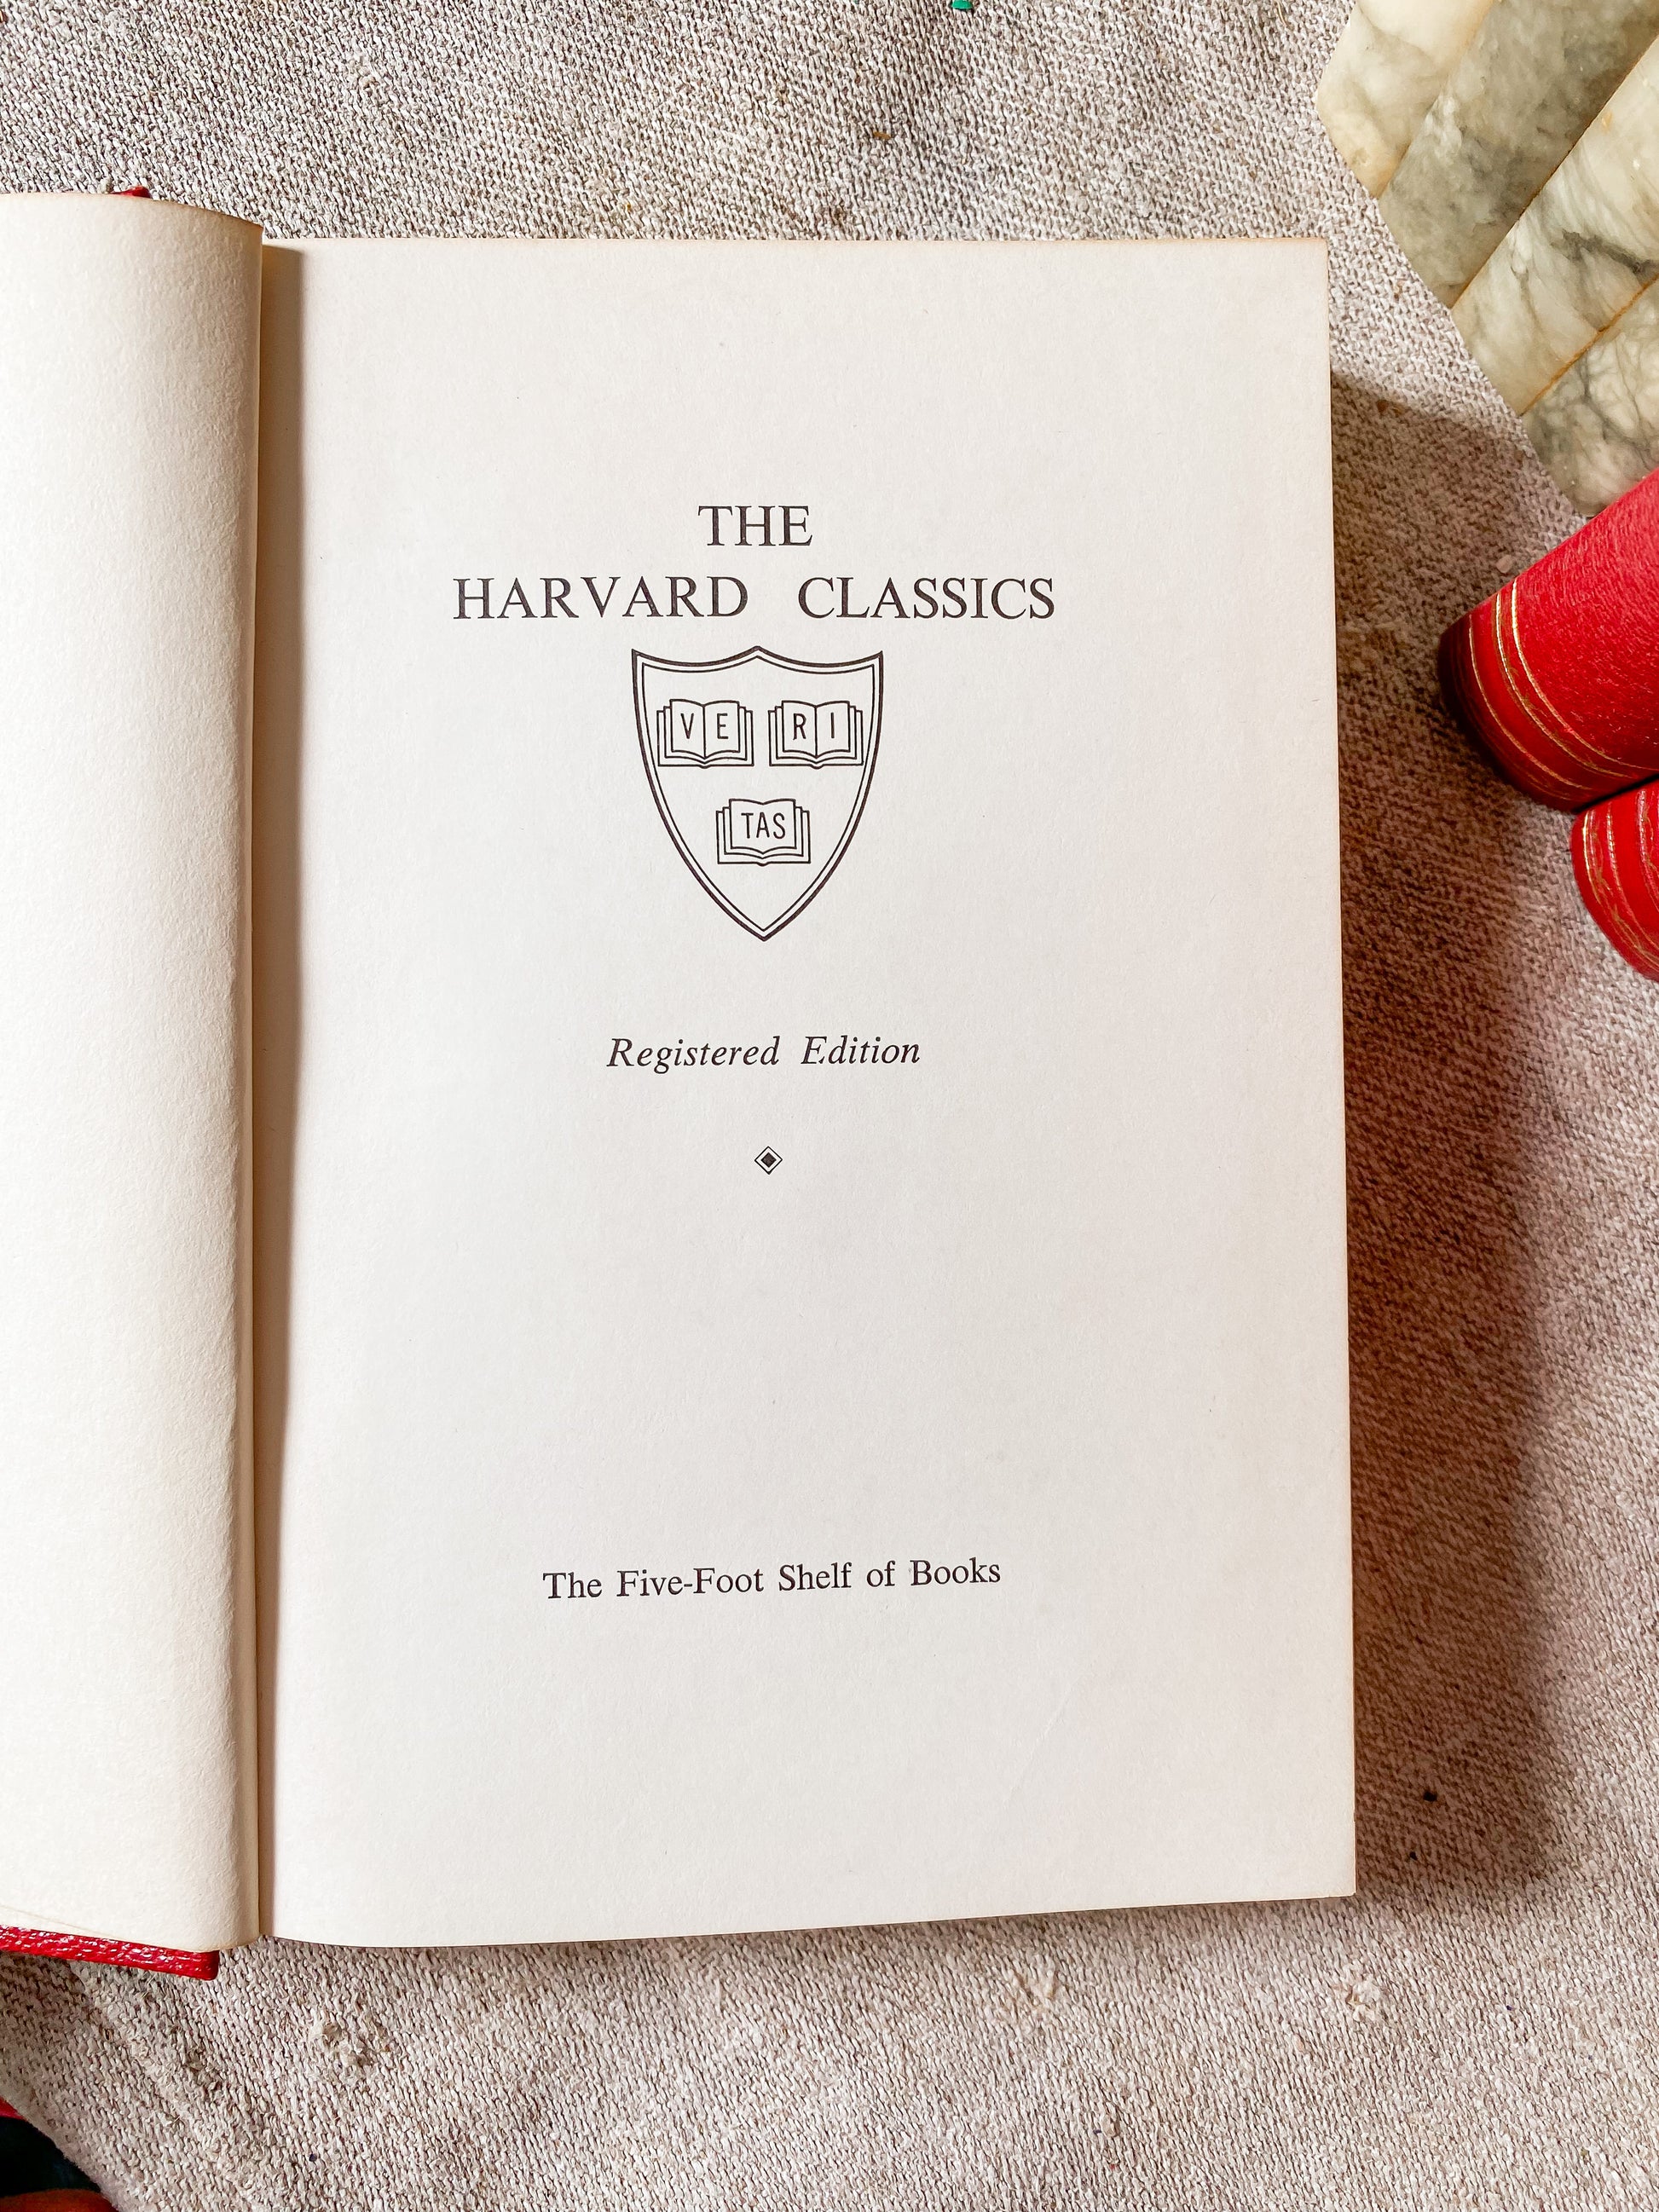 THE
HARVARD CLASSICS
VE RI
TAS
Registered Edition
The Five-Foot Shelf of Books